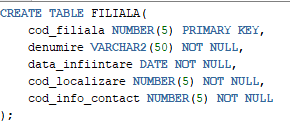 CREATE TABLE FILIALA(
cod_filiala NUMBER(5) PRIMARY KEY,
denumire VARCHAR2(50) NOT NULL,
data_infiintare DATE NOT NULL,
cod_localizare NUMBER(5) NOT NULL,
cod_info_contact NUMBER(5) NOT NULL
);